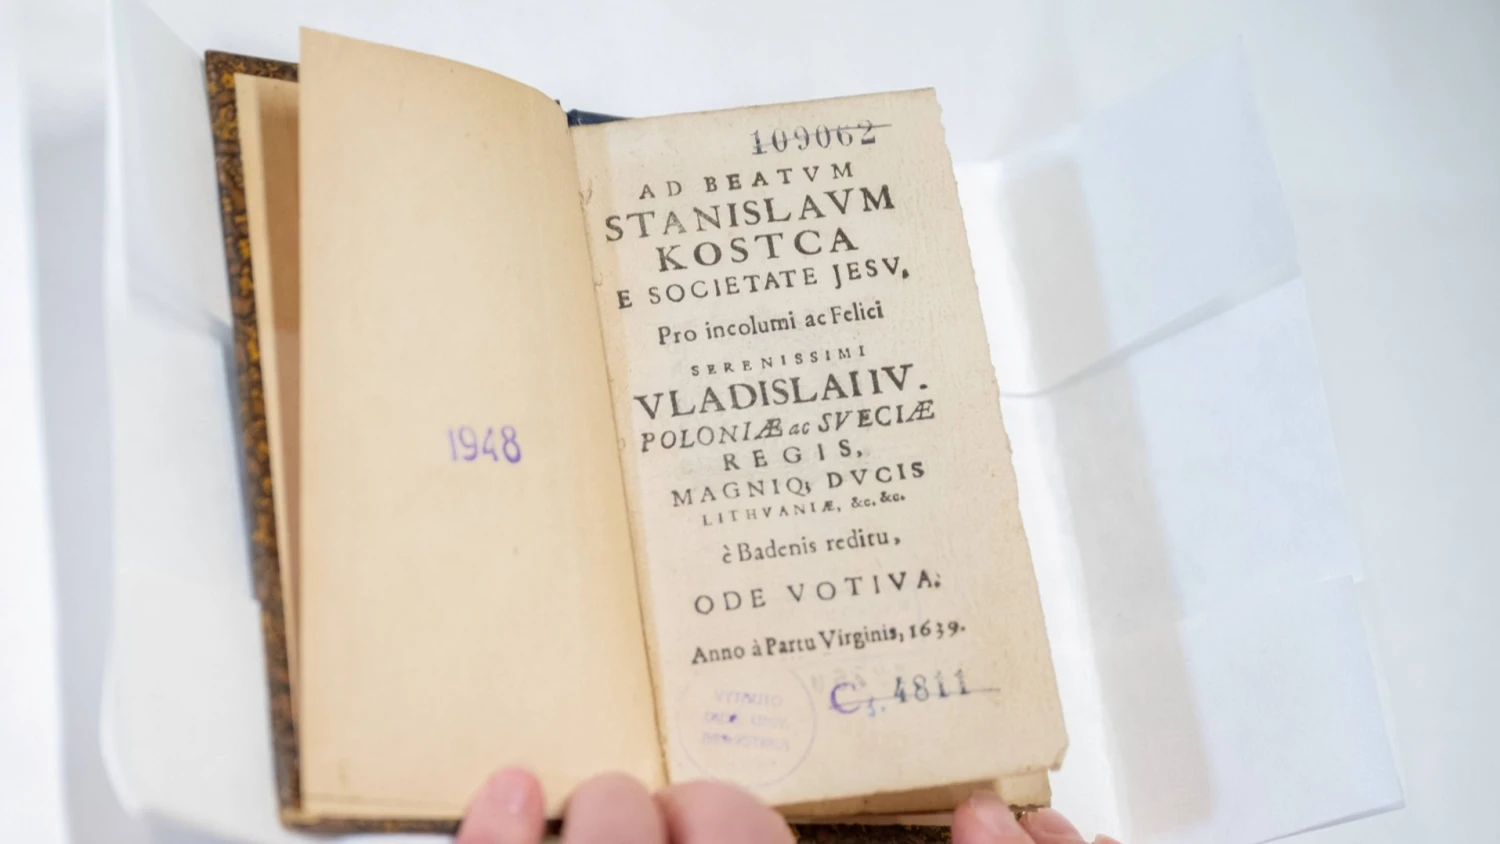 1948
109062
AD BEATVM
STANISLAVM
KOSTCA
E SOCIETATE JESV.
Pro incolumi ac Felici
SERENISSIMI
VLADISLAI IV.
POLONIÆ ac SVECIÆ
REGIS,
MAGNIQ; DVCIS
LITHVANIÆ, &c. &c.
è Badenis reditu,
ODE VOTIVA.
Anno à Partu Virginis, 1639.
C3. 4811